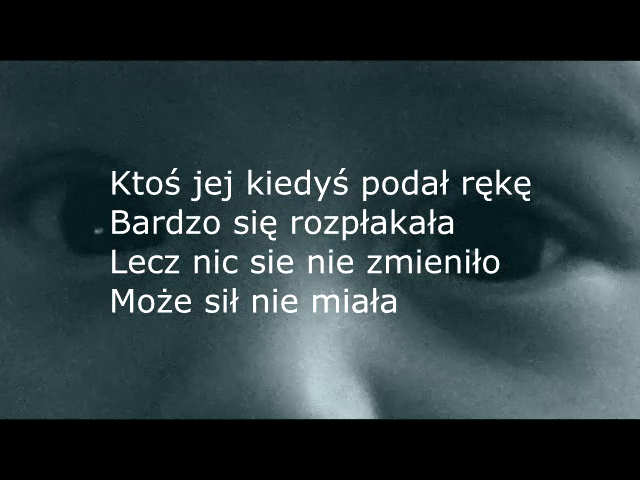 Ktoś jej kiedyś podał rękę
Bardzo się rozpłakała
Lecz nic sie nie zmieniło
Może sił nie miała